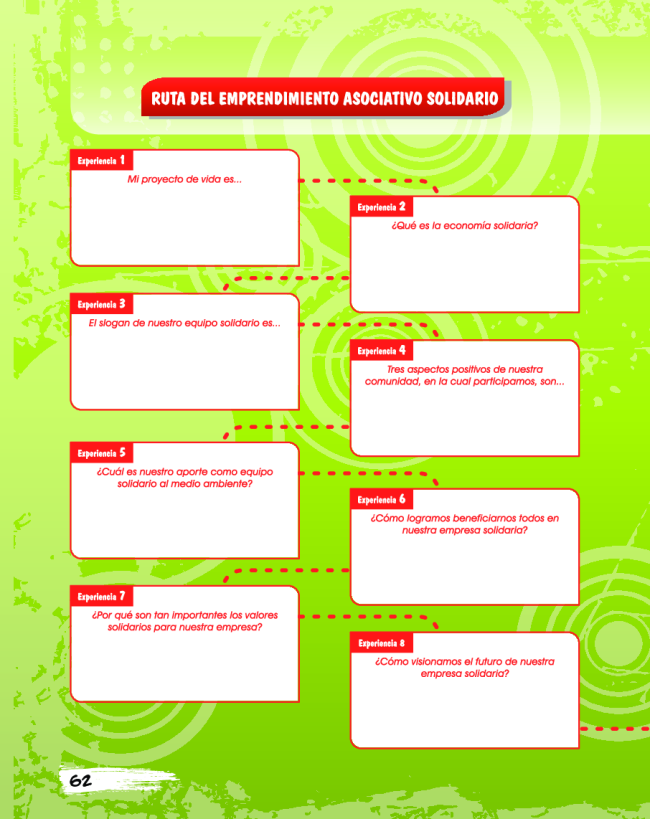 RUTA DEL EMPRENDIMIENTO ASOCIATIVO SOLIDARIO
Experiencia 1
Mi proyecto de vida es...
Experiencia 2
¿Qué es la economía solidaria?
Experiencia 3
El slogan de nuestro equipo solidario es...
Experiencia 4
Tres aspectos positivos de nuestra
comunidad, en la cual participamos, son...
Experiencia 5
¿Cuál es nuestro aporte como equipo
solidario al medio ambiente?
Experiencia 6
¿Cómo logramos beneficiarnos todos en
nuestra empresa solidaria?
Experiencia 7
¿Por qué son tan importantes los valores
solidarios para nuestra empresa?
Experiencia 8
¿Cómo visionamos el futuro de nuestra
empresa solidaria?
62